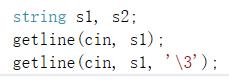 string s1, s2;
getline(cin, s1);
getline(cin, s1, '\3');